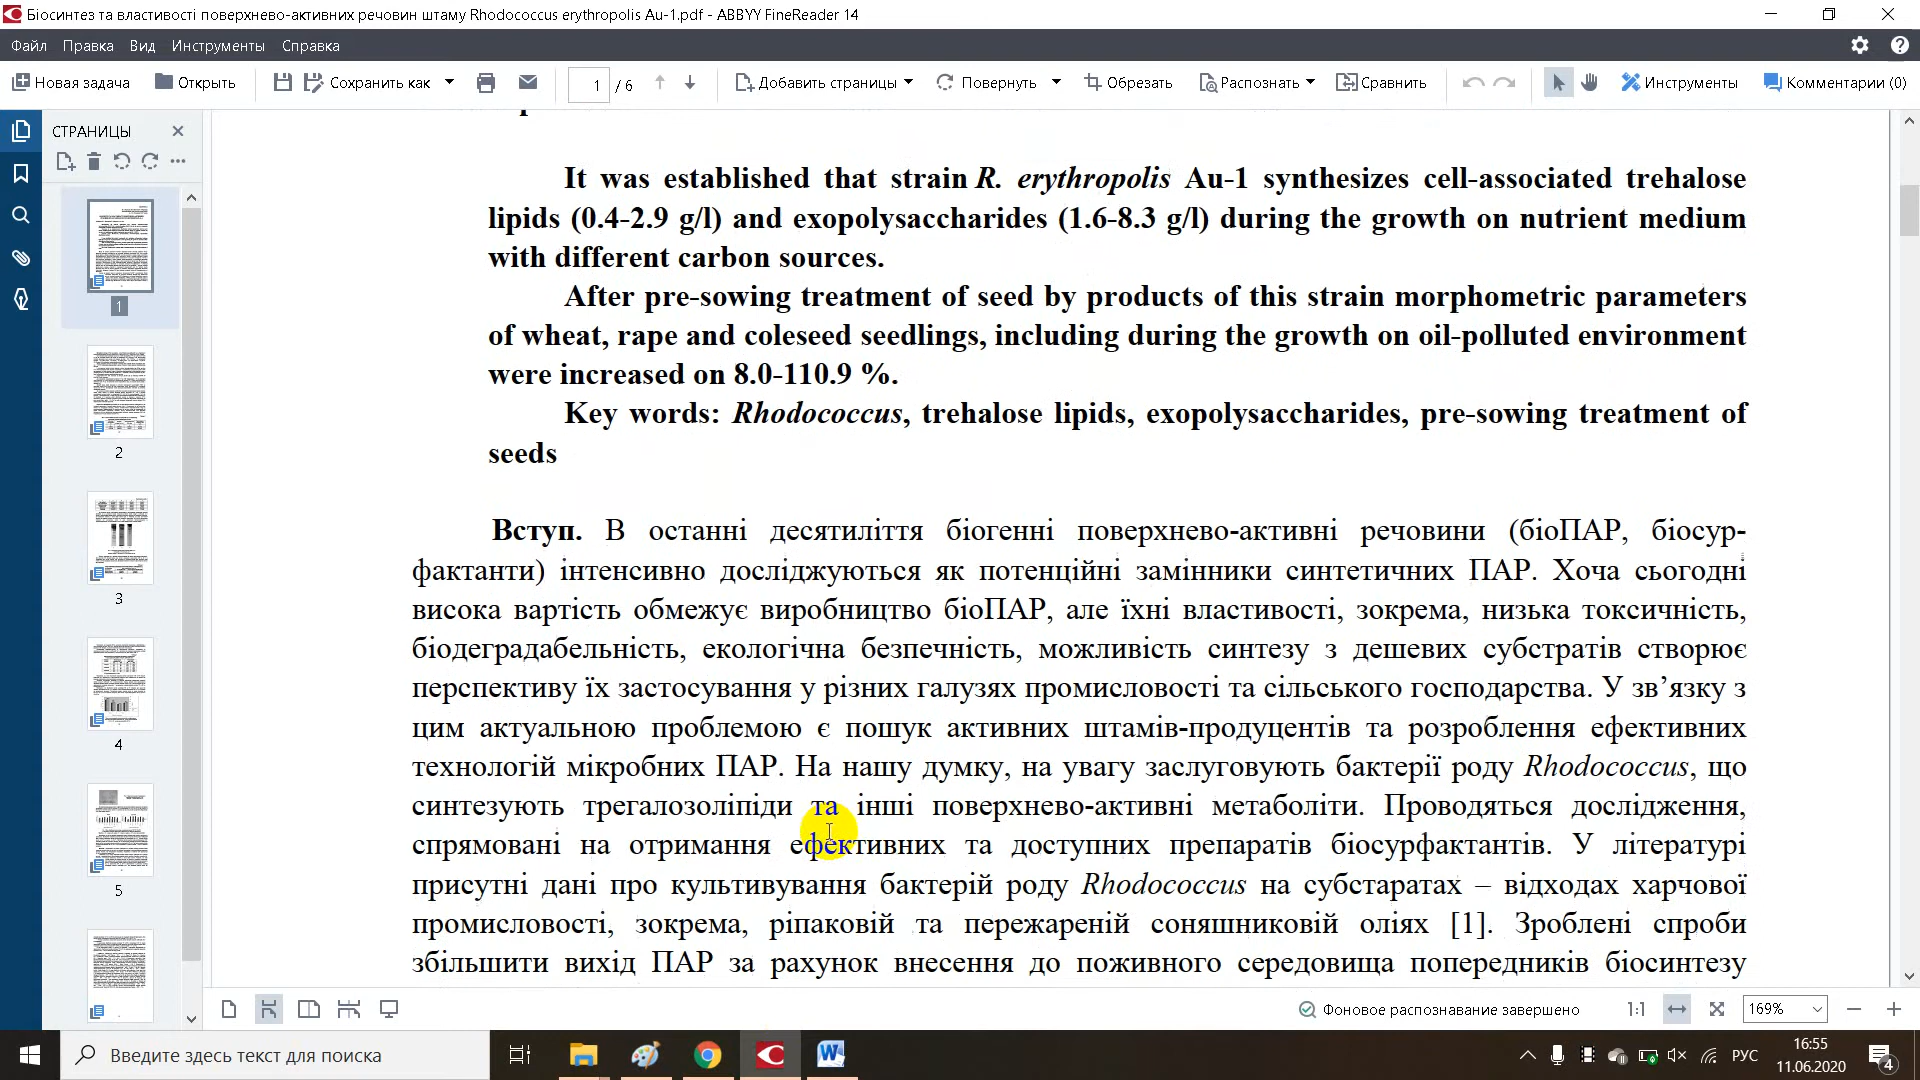 Біосинтез та властивості поверхнево-активних речовин штаму Rhodococcus erythropolis Au-1.pdf - ABBYY FineReader 14
Файл Правка Вид Инструменты Справка
Новая задача Открыть Сохранить как 1 / 6 Добавить страницы Повернуть Обрезать Распознать Сравнить Инструменты Комментарии (0)
СТРАНИЦЫ
1
2
3
4
5
It was established that strain R. erythropolis Au-1 synthesizes cell-associated trehalose
lipids (0.4-2.9 g/l) and exopolysaccharides (1.6-8.3 g/l) during the growth on nutrient medium
with different carbon sources.
After pre-sowing treatment of seed by products of this strain morphometric parameters
of wheat, rape and coleseed seedlings, including during the growth on oil-polluted environment
were increased on 8.0-110.9 %.
Key words: Rhodococcus, trehalose lipids, exopolysaccharides, pre-sowing treatment of
seeds
Вступ. В останні десятиліття біогенні поверхнево-активні речовини (біоПАР, біосур-
фактанти) інтенсивно досліджуються як потенційні замінники синтетичних ПАР. Хоча сьогодні
висока вартість обмежує виробництво біоПАР, але їхні властивості, зокрема, низька токсичність,
біодеградабельність, екологічна безпечність, можливість синтезу з дешевих субстратів створює
перспективу їх застосування у різних галузях промисловості та сільського господарства. У зв’язку з
цим актуальною проблемою є пошук активних штамів-продуцентів та розроблення ефективних
технологій мікробних ПАР. На нашу думку, на увагу заслуговують бактерії роду Rhodococcus, що
синтезують трегалозоліпіди та інші поверхнево-активні метаболіти. Проводяться дослідження,
спрямовані на отримання ефективних та доступних препаратів біосурфактантів. У літературі
присутні дані про культивування бактерій роду Rhodococcus на субстаратах – відходах харчової
промисловості, зокрема, ріпаковій та пережареній соняшниковій оліях [1]. Зроблені спроби
збільшити вихід ПАР за рахунок внесення до поживного середовища попередників біосинтезу
Фоновое распознавание завершено 1:1 169%
Введите здесь текст для поиска
РУС
16:55
11.06.2020
4